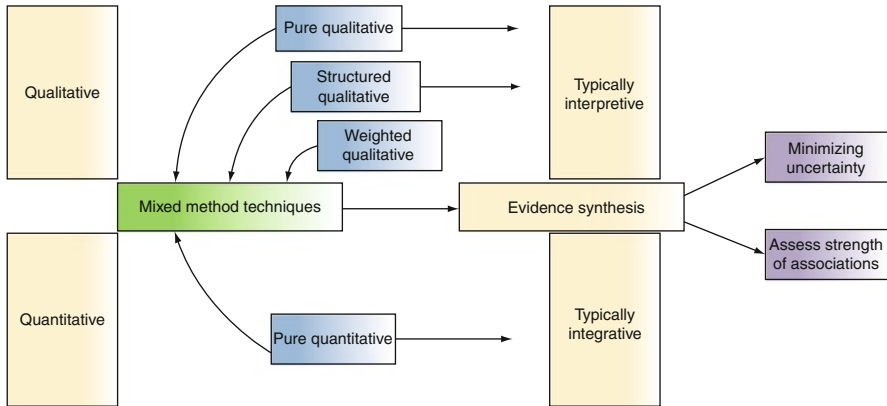 Pure qualitative
Qualitative
Structured
qualitative
Typically
interpretive
Weighted
qualitative
Minimizing
uncertainty
Mixed method techniques
Evidence synthesis
Assess strength
of associations
Quantitative
Pure quantitative
Typically
integrative